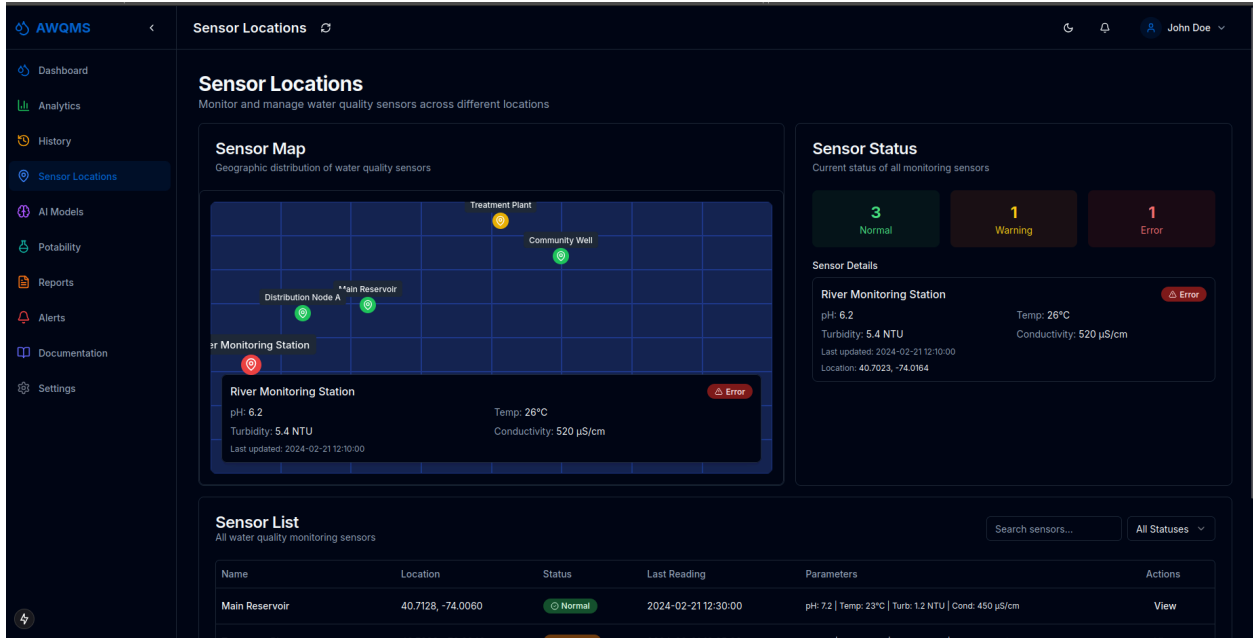 AWQMS
Sensor Locations
John Doe
Dashboard
Analytics
History
Sensor Locations
AI Models
Potability
Reports
Alerts
Documentation
Settings
Sensor Locations
Monitor and manage water quality sensors across different locations
Sensor Map
Geographic distribution of water quality sensors
Treatment Plant
Community Well
Main Reservoir
Distribution Node A
er Monitoring Station
River Monitoring Station
Error
pH: 6.2
Temp: 26°C
Turbidity: 5.4 NTU
Conductivity: 520 µS/cm
Last updated: 2024-02-21 12:10:00
Sensor Status
Current status of all monitoring sensors
3
Normal
1
Warning
1
Error
Sensor Details
River Monitoring Station
Error
pH: 6.2
Temp: 26°C
Turbidity: 5.4 NTU
Conductivity: 520 µS/cm
Last updated: 2024-02-21 12:10:00
Location: 40.7023, -74.0164
Sensor List
All water quality monitoring sensors
Search sensors...
All Statuses
Name Location Status Last Reading Parameters Actions
Main Reservoir 40.7128, -74.0060 Normal 2024-02-21 12:30:00 pH: 7.2 | Temp: 23°C | Turb: 1.2 NTU | Cond: 450 µS/cm View